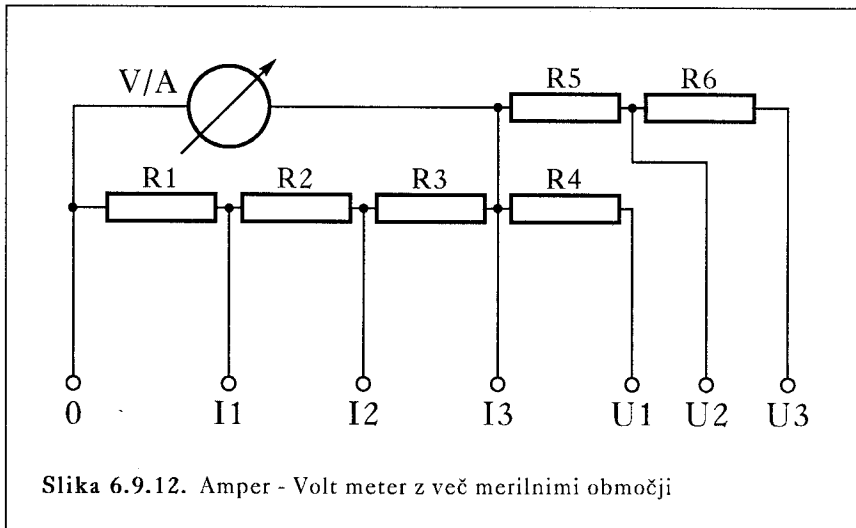 V/A R5 R6
R1 R2 R3 R4
0 I1 I2 I3 U1 U2 U3
Slika 6.9.12. Amper - Volt meter z več merilnimi območji